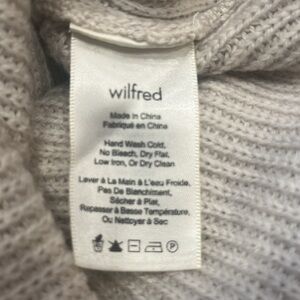 wilfred
Made in China
Fabriqué en Chine
Hand Wash Cold,
No Bleach, Dry Flat,
Low Iron, Or Dry Clean
Laver à La Main à L'eau Froide,
Pas De Blanchiment,
Sécher à Plat,
Repasser à Basse Température,
Ou Nettoyer à Sec